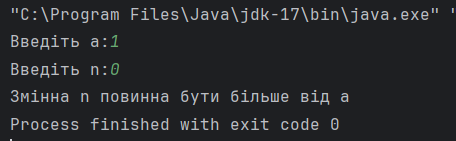 "C:\Program Files\Java\jdk-17\bin\java.exe" "
Введіть a:1
Введіть n:0
Змінна n повинна бути більше від a
Process finished with exit code 0